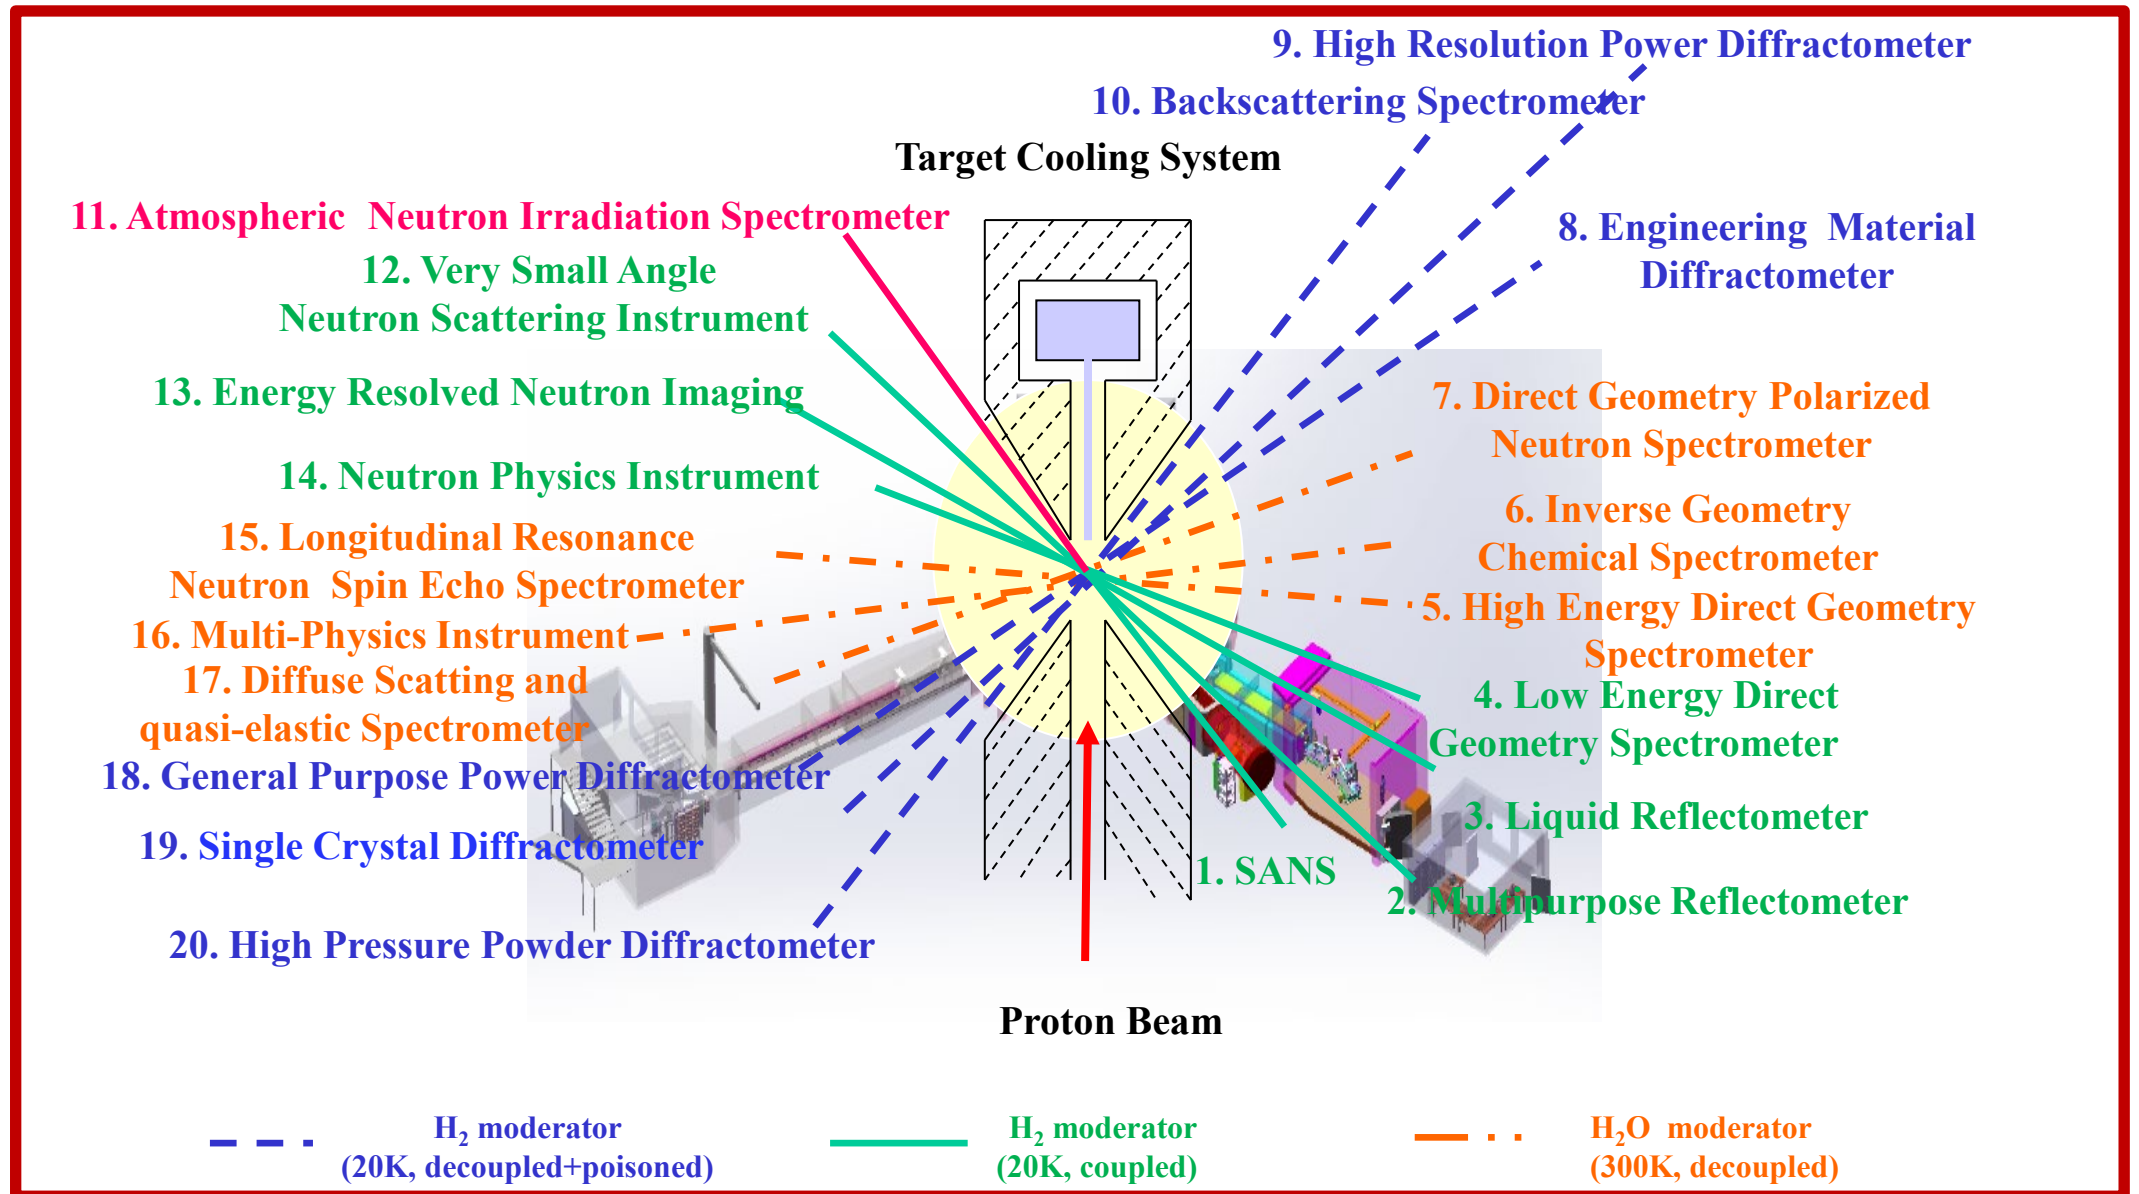 9. High Resolution Power Diffractometer
10. Backscattering Spectrometer
Target Cooling System
11. Atmospheric Neutron Irradiation Spectrometer
8. Engineering Material
Diffractometer
12. Very Small Angle
Neutron Scattering Instrument
13. Energy Resolved Neutron Imaging
7. Direct Geometry Polarized
Neutron Spectrometer
14. Neutron Physics Instrument
6. Inverse Geometry
Chemical Spectrometer
15. Longitudinal Resonance
Neutron Spin Echo Spectrometer
5. High Energy Direct Geometry
Spectrometer
16. Multi-Physics Instrument
17. Diffuse Scatting and
quasi-elastic Spectrometer
4. Low Energy Direct
Geometry Spectrometer
18. General Purpose Power Diffractometer
3. Liquid Reflectometer
19. Single Crystal Diffractometer
1. SANS
2. Multipurpose Reflectometer
20. High Pressure Powder Diffractometer
Proton Beam
H₂ moderator
(20K, decoupled+poisoned)
H₂ moderator
(20K, coupled)
H₂O moderator
(300K, decoupled)